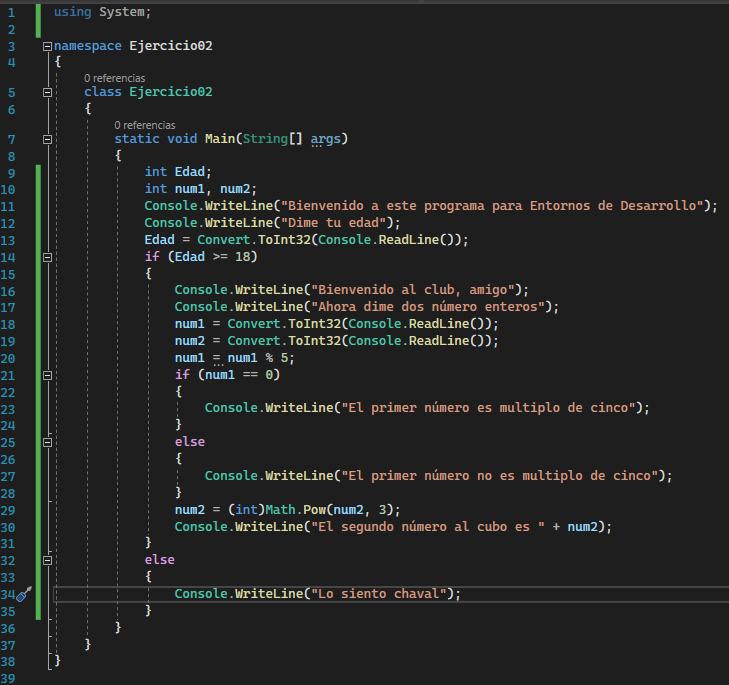 1 using System;
2
3 namespace Ejercicio02
4 {
0 referencias
5 class Ejercicio02
6 {
0 referencias
7 static void Main(String[] args)
8 {
9 int Edad;
10 int num1, num2;
11 Console.WriteLine("Bienvenido a este programa para Entornos de Desarrollo");
12 Console.WriteLine("Dime tu edad");
13 Edad = Convert.ToInt32(Console.ReadLine());
14 if (Edad >= 18)
15 {
16 Console.WriteLine("Bienvenido al club, amigo");
17 Console.WriteLine("Ahora dime dos número enteros");
18 num1 = Convert.ToInt32(Console.ReadLine());
19 num2 = Convert.ToInt32(Console.ReadLine());
20 num1 = num1 % 5;
21 if (num1 == 0)
22 {
23 Console.WriteLine("El primer número es multiplo de cinco");
24 }
25 else
26 {
27 Console.WriteLine("El primer número no es multiplo de cinco");
28 }
29 num2 = (int)Math.Pow(num2, 3);
30 Console.WriteLine("El segundo número al cubo es " + num2);
31 }
32 else
33 {
34 Console.WriteLine("Lo siento chaval");
35 }
36 }
37 }
38 }
39